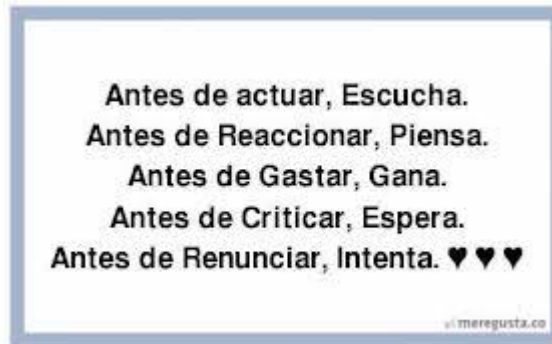 Antes de actuar, Escucha.
Antes de Reaccionar, Piensa.
Antes de Gastar, Gana.
Antes de Criticar, Espera.
Antes de Renunciar, Intenta. ♥ ♥ ♥
meregusta.co